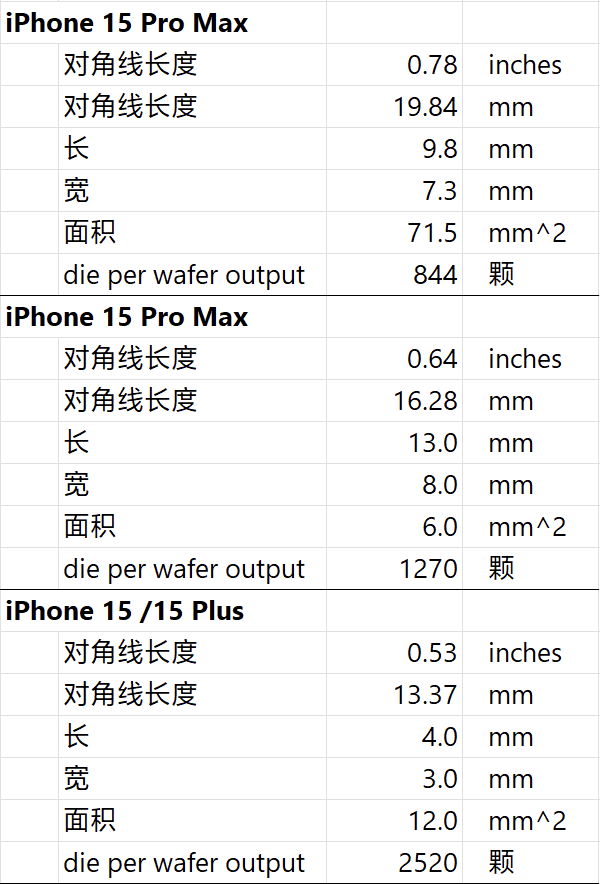 iPhone 15 Pro Max
对角线长度 0.78 inches
对角线长度 19.84 mm
长 9.8 mm
宽 7.3 mm
面积 71.5 mm^2
die per wafer output 844 颗
iPhone 15 Pro Max
对角线长度 0.64 inches
对角线长度 16.28 mm
长 13.0 mm
宽 8.0 mm
面积 6.0 mm^2
die per wafer output 1270 颗
iPhone 15 /15 Plus
对角线长度 0.53 inches
对角线长度 13.37 mm
长 4.0 mm
宽 3.0 mm
面积 12.0 mm^2
die per wafer output 2520 颗